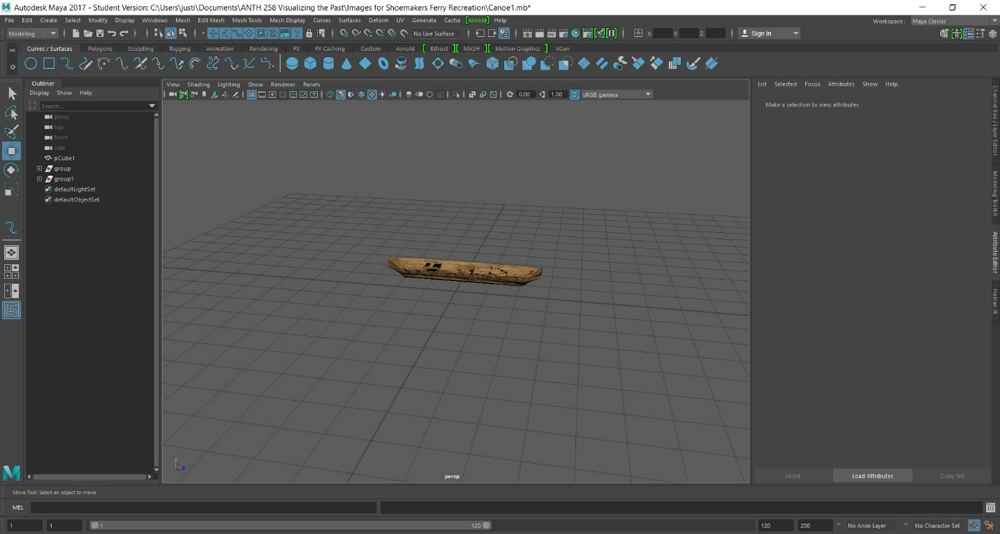 Autodesk Maya 2017 - Student Version: C:\Users\justi\Documents\ANTH 258 Visualizing the Past\Images for Shoemakers Ferry Recreation\Canoe1.mb*
File Edit Create Select Modify Display Windows Mesh Edit Mesh Mesh Tools Mesh Display Curves Surfaces Deform UV Generate Cache [Arnold] Help
Workspace : Maya Classic
Modeling No Live Surface X: Y: Z: Sign In
Curves / Surfaces Polygons Sculpting Rigging Animation Rendering FX FX Caching Custom Arnold Bifrost MASH Motion Graphics XGen
Outliner
Display Show Help
Search...
persp
top
front
side
pCube1
group
group1
defaultLightSet
defaultObjectSet
View Shading Lighting Show Renderer Panels
0.00 1.00 sRGB gamma
persp
List Selected Focus Attributes Show Help
Make a selection to view attributes
Select Load Attributes Copy Tab
Channel Box / Layer Editor
Modeling Toolkit
Attribute Editor
Human IK
Move Tool: Select an object to move.
MEL
1 1 1 120 120 200 No Anim Layer No Character Set